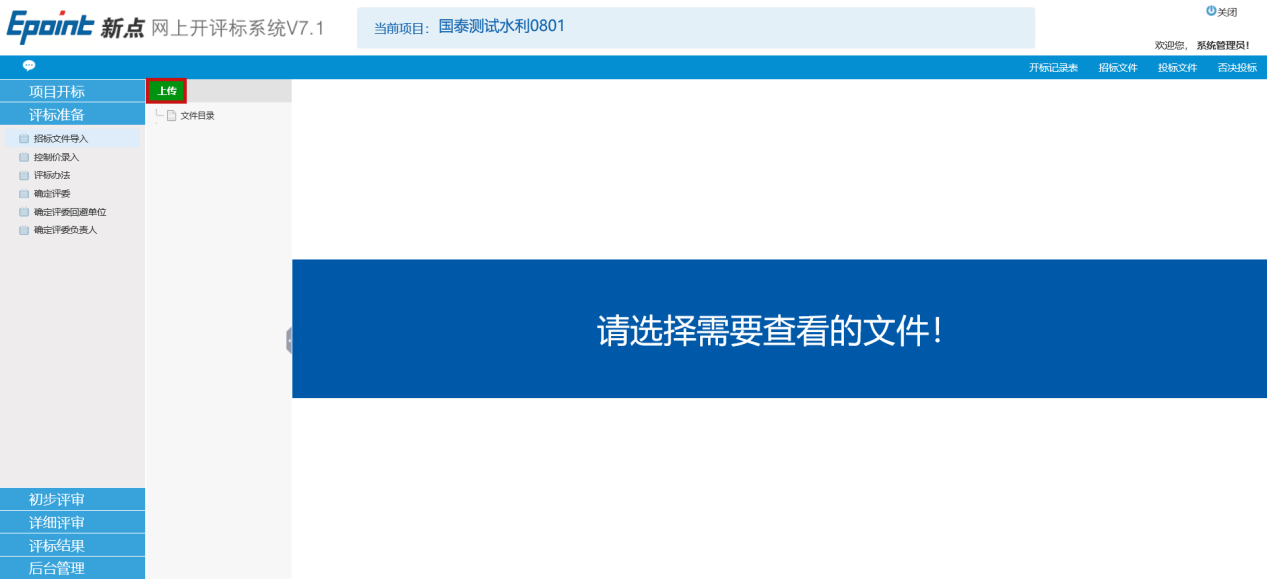 Epoint 新点 网上开评标系统V7.1
当前项目： 国泰测试水利0801
关闭
欢迎您， 系统管理员！
开标记录表 招标文件 投标文件 否决投标
项目开标
评标准备
招标文件导入
控制价录入
评标办法
确定评委
确定评委回避单位
确定评委负责人
初步评审
详细评审
评标结果
后台管理
上传
文件目录
请选择需要查看的文件！